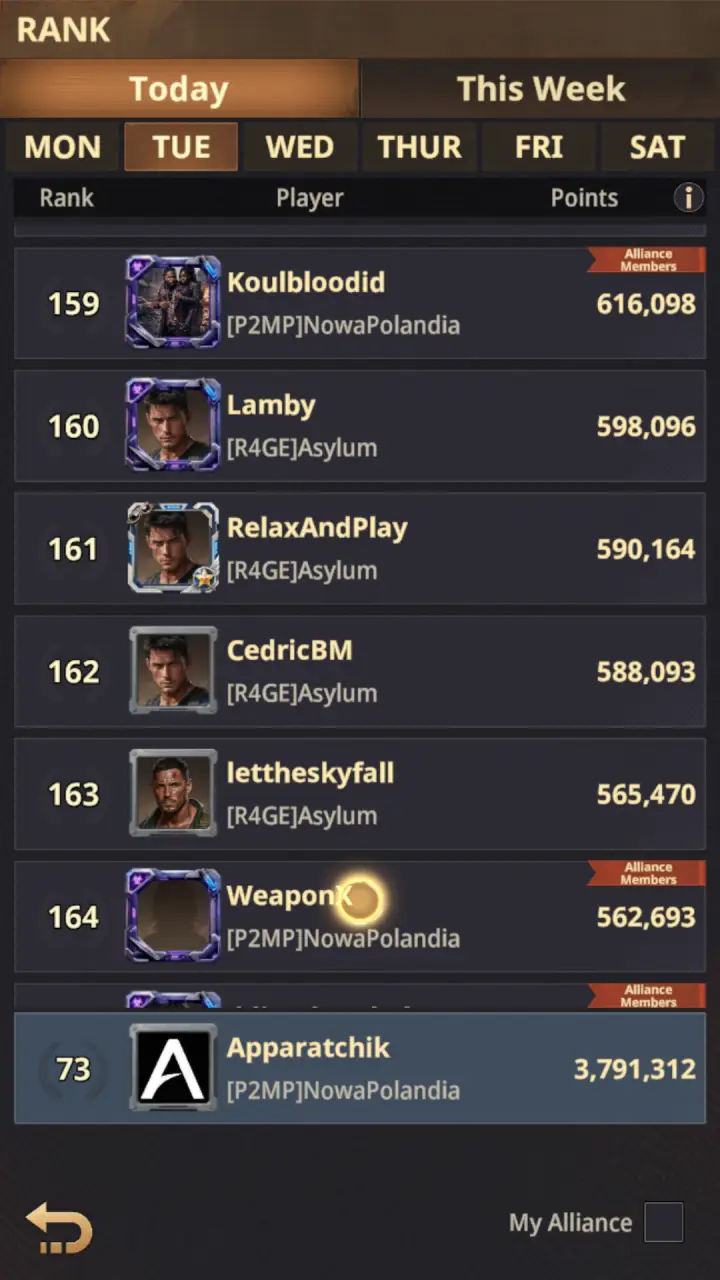 RANK
Today
This Week
MON
TUE
WED
THUR
FRI
SAT
Rank
Player
Points
159
Koulbloodid
[P2MP]NowaPolandia
Alliance
Members
616,098
160
Lamby
[R4GE]Asylum
598,096
161
RelaxAndPlay
[R4GE]Asylum
590,164
162
CedricBM
[R4GE]Asylum
588,093
163
lettheskyfall
[R4GE]Asylum
565,470
164
WeaponX
[P2MP]NowaPolandia
Alliance
Members
562,693
Alliance
Members
73
Apparatchik
[P2MP]NowaPolandia
3,791,312
My Alliance